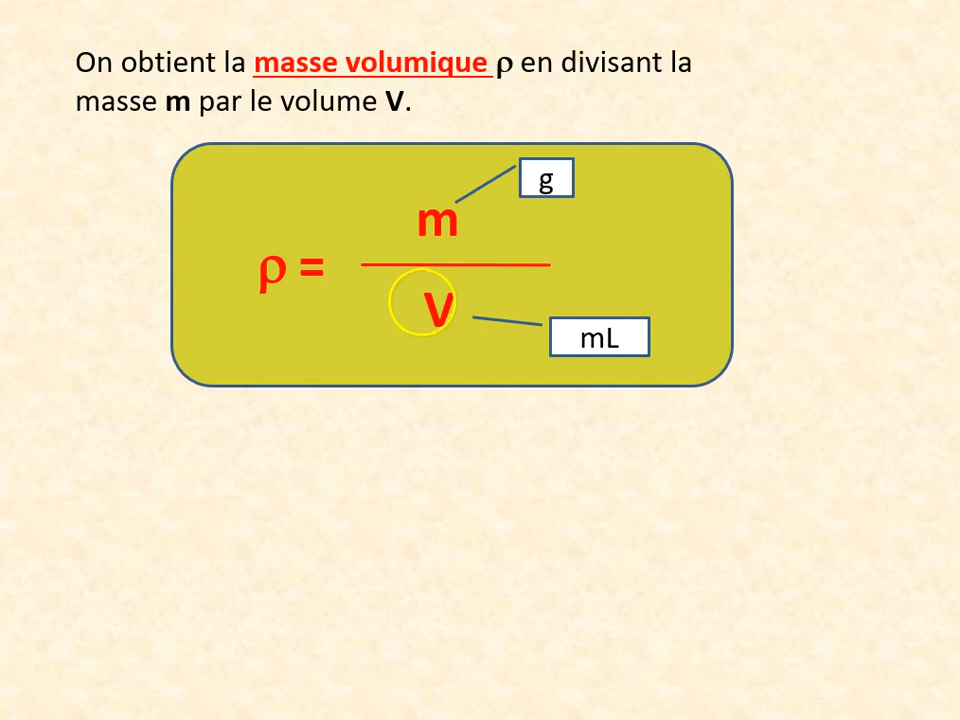 On obtient la masse volumique ρ en divisant la
masse m par le volume V.
g
m
ρ =
V
mL